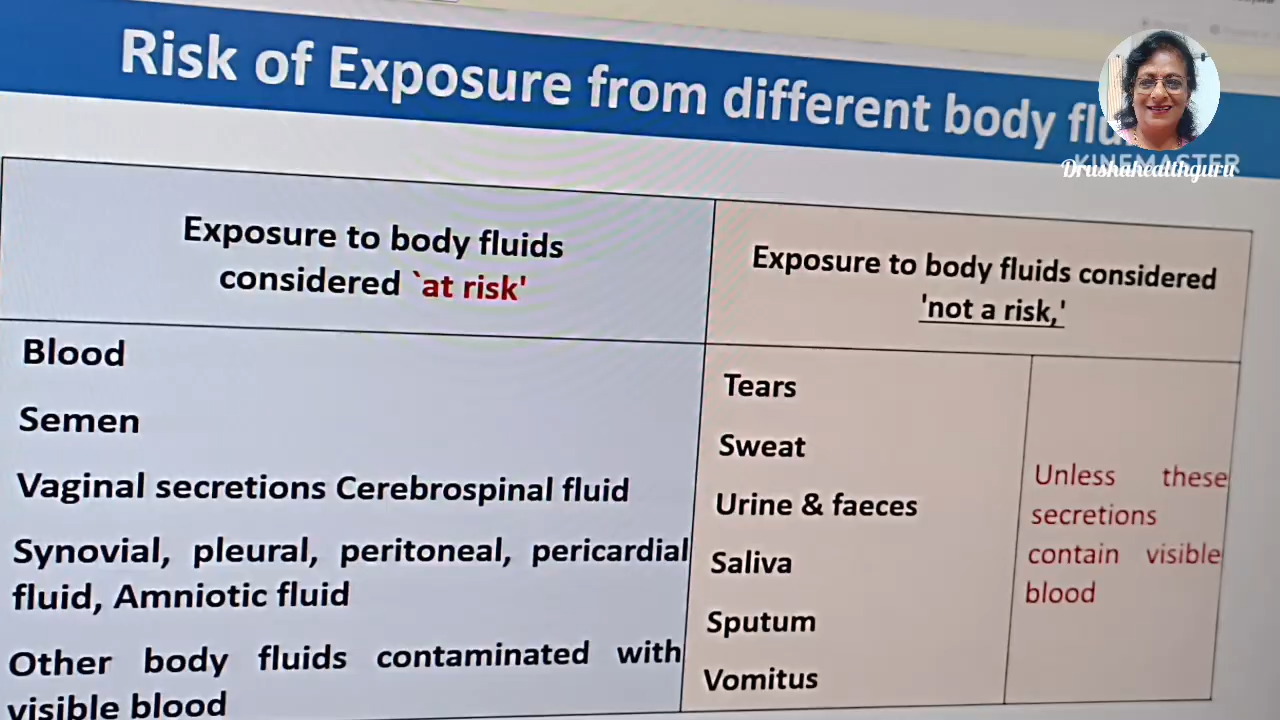 Risk of Exposure from different body flu
KINEMASTER
Drushahealthguru
Exposure to body fluids
considered `at risk'
Exposure to body fluids considered
'not a risk,'
Blood
Semen
Vaginal secretions Cerebrospinal fluid
Synovial, pleural, peritoneal, pericardial
fluid, Amniotic fluid
Other body fluids contaminated with
visible blood
Tears
Sweat
Urine & faeces
Saliva
Sputum
Vomitus
Unless these
secretions
contain visible
blood